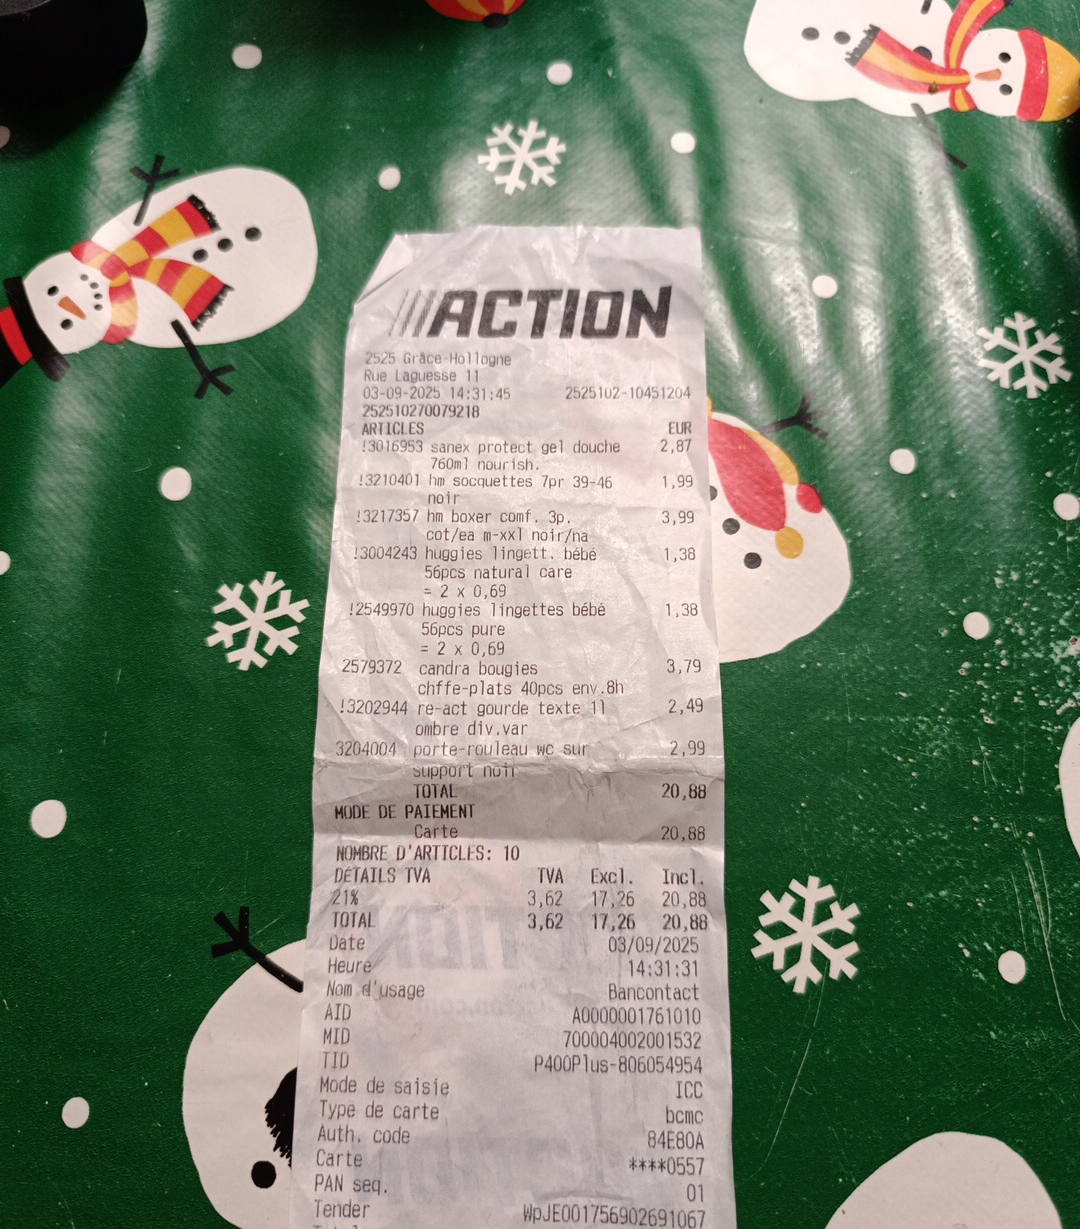 ACTION
2525 Grâce-Hollogne
Rue Laguesse 11
03-09-2025 14:31:45 2525102-10451204
252510270079218
ARTICLES EUR
!3016953 sanex protect gel douche 2,87
760ml nourish.
!3210401 hm socquettes 7pr 39-46 1,99
noir
!3217357 hm boxer comf. 3p. 3,99
cot/ea m-xxl noir/na
!3004243 huggies lingett. bébé 1,38
56pcs natural care
= 2 x 0,69
!2549970 huggies lingettes bébé 1,38
56pcs pure
= 2 x 0,69
2579372 candra bougies 3,79
chffe-plats 40pcs env.8h
!3202944 re-act gourde texte 1l 2,49
ombre div.var
3204004 porte-rouleau wc sur 2,99
support noir
TOTAL 20,88
MODE DE PAIEMENT
Carte 20,88
NOMBRE D'ARTICLES: 10
DÉTAILS TVA TVA Excl. Incl.
21% 3,62 17,26 20,88
TOTAL 3,62 17,26 20,88
Date 03/09/2025
Heure 14:31:31
Nom d'usage Bancontact
AID A0000001761010
MID 700004002001532
TID P400Plus-806054954
Mode de saisie ICC
Type de carte bcmc
Auth. code 84E80A
Carte ****0557
PAN seq. 01
Tender WpJE001756902691067